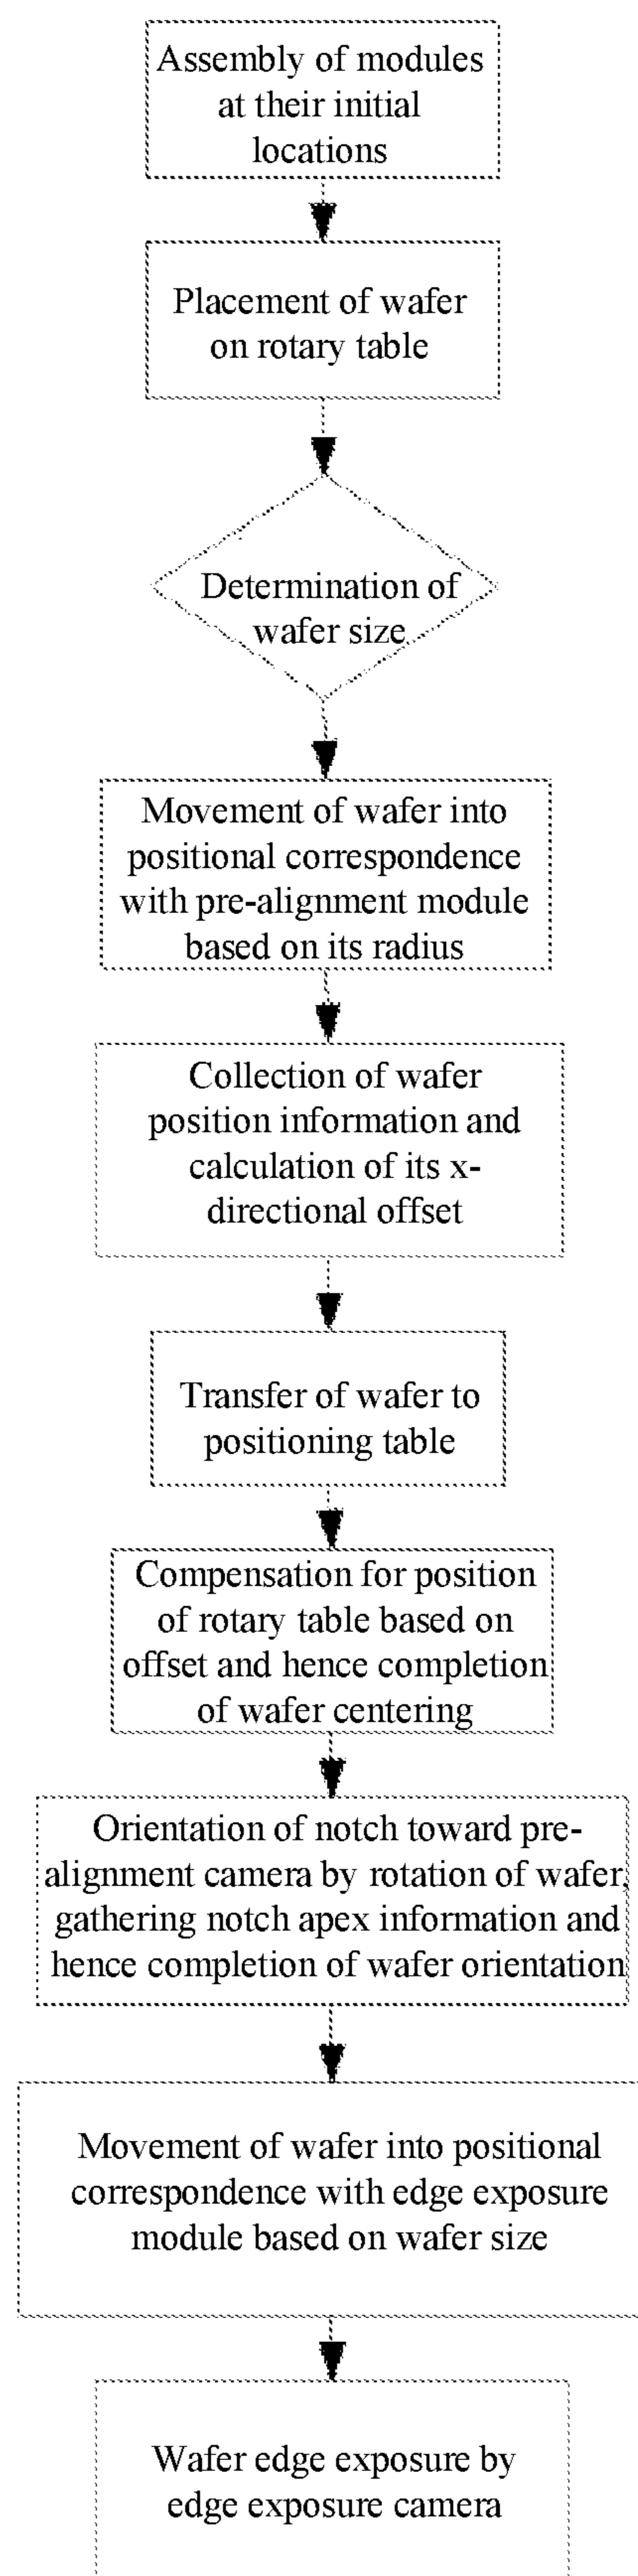 Assembly of modules
at their initial
locations
Placement of wafer
on rotary table
Determination of
wafer size
Movement of wafer into
positional correspondence
with pre-alignment module
based on its radius
Collection of wafer
position information and
calculation of its x-
directional offset
Transfer of wafer to
positioning table
Compensation for position
of rotary table based on
offset and hence completion
of wafer centering
Orientation of notch toward pre-
alignment camera by rotation of wafer,
gathering notch apex information and
hence completion of wafer orientation
Movement of wafer into positional
correspondence with edge exposure
module based on wafer size
Wafer edge exposure by
edge exposure camera